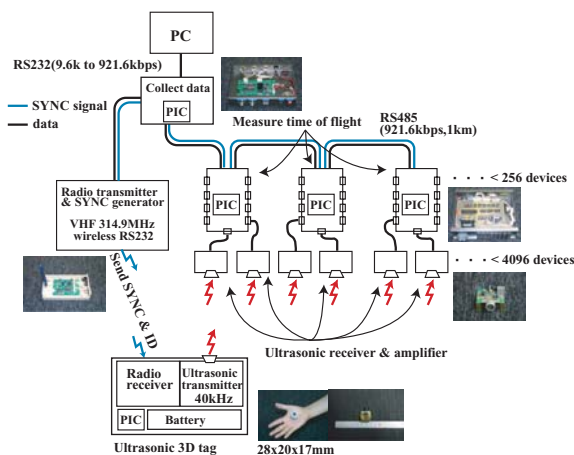 PC
RS232(9.6k to 921.6kbps)
Collect data
PIC
SYNC signal
data
Measure time of flight
RS485
(921.6kbps,1km)
Radio transmitter
& SYNC generator
VHF 314.9MHz
wireless RS232
PIC
PIC
PIC
· · · · < 256 devices
· · · · < 4096 devices
Send SYNC & ID
Ultrasonic receiver & amplifier
Radio
receiver
Ultrasonic
transmitter
40kHz
PIC
Battery
Ultrasonic 3D tag
28x20x17mm